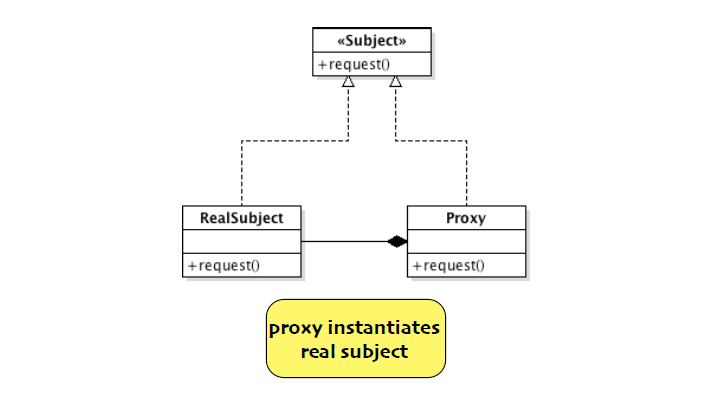 «Subject»
+request()
RealSubject
+request()
Proxy
+request()
proxy instantiates
real subject